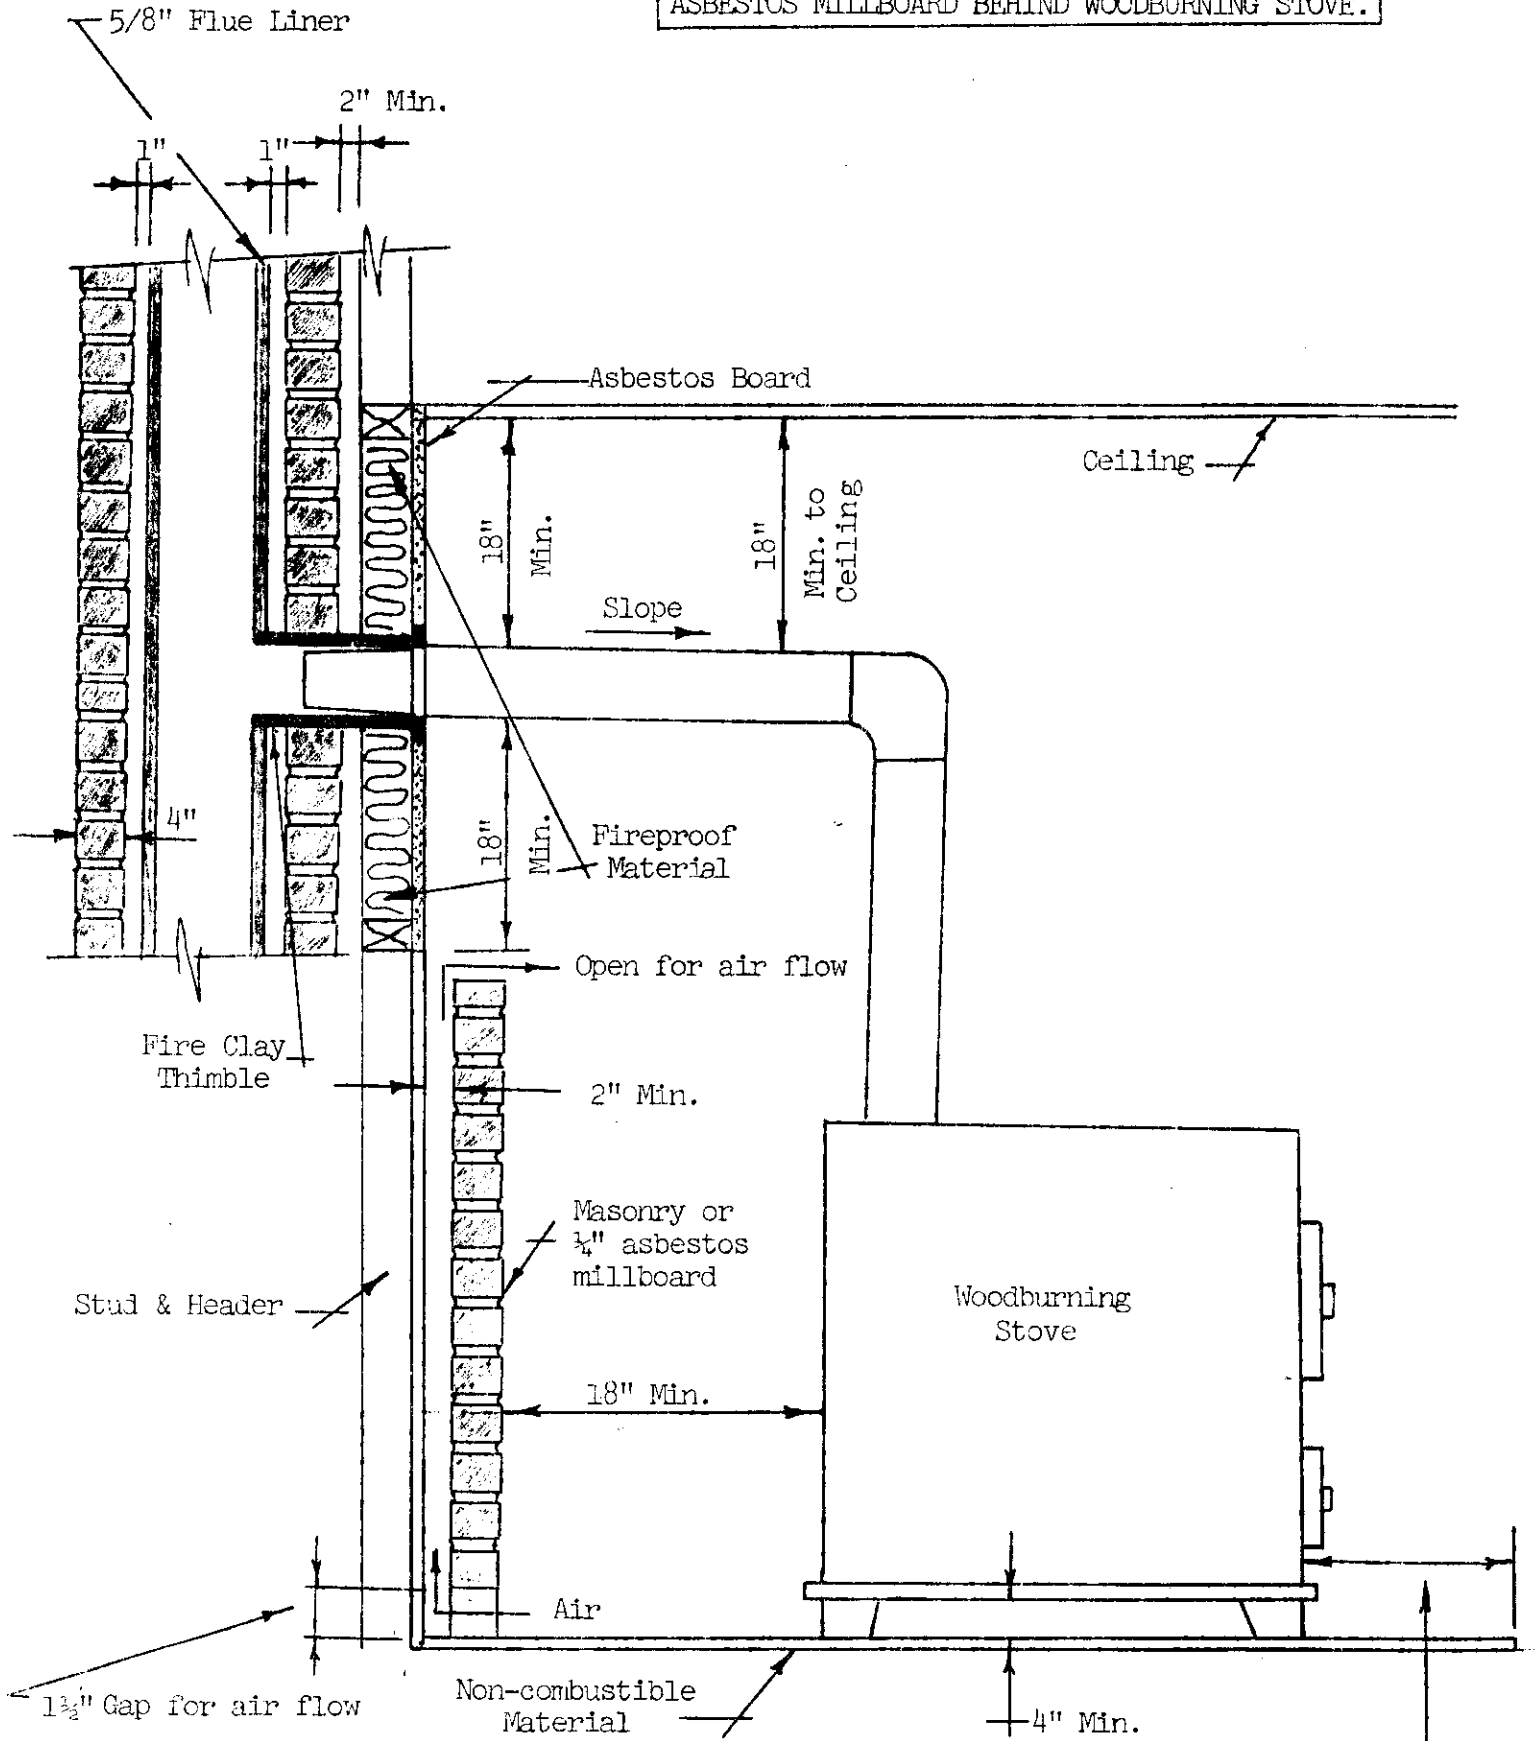 ASBESTOS MILLBOARD BEHIND WOODBURNING STOVE.
5/8" Flue Liner
2" Min.
1"
1"
Asbestos Board
Ceiling
18"
Min.
18"
Min. to
Ceiling
Slope
4"
18"
Min.
Fireproof
Material
Open for air flow
Fire Clay
Thimble
2" Min.
Masonry or
¼" asbestos
millboard
Stud & Header
Woodburning
Stove
18" Min.
Air
1½" Gap for air flow
Non-combustible
Material
4" Min.